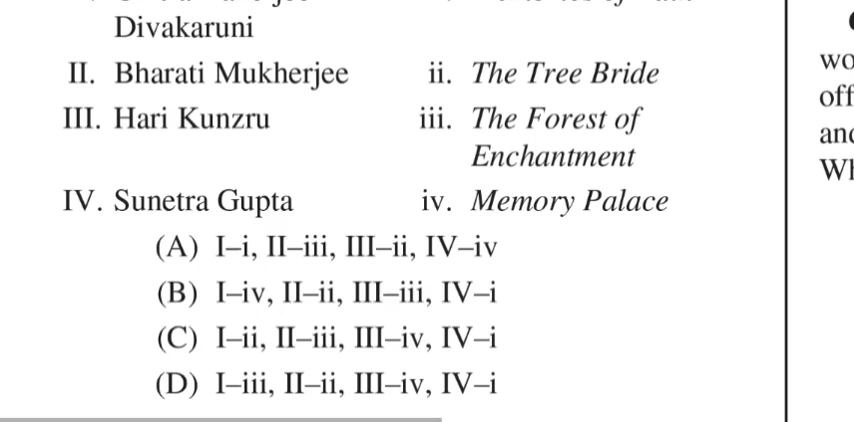 Divakaruni
II. Bharati Mukherjee ii. The Tree Bride
III. Hari Kunzru iii. The Forest of
Enchantment
IV. Sunetra Gupta iv. Memory Palace
(A) I–i, II–iii, III–ii, IV–iv
(B) I–iv, II–ii, III–iii, IV–i
(C) I–ii, II–iii, III–iv, IV–i
(D) I–iii, II–ii, III–iv, IV–i
off